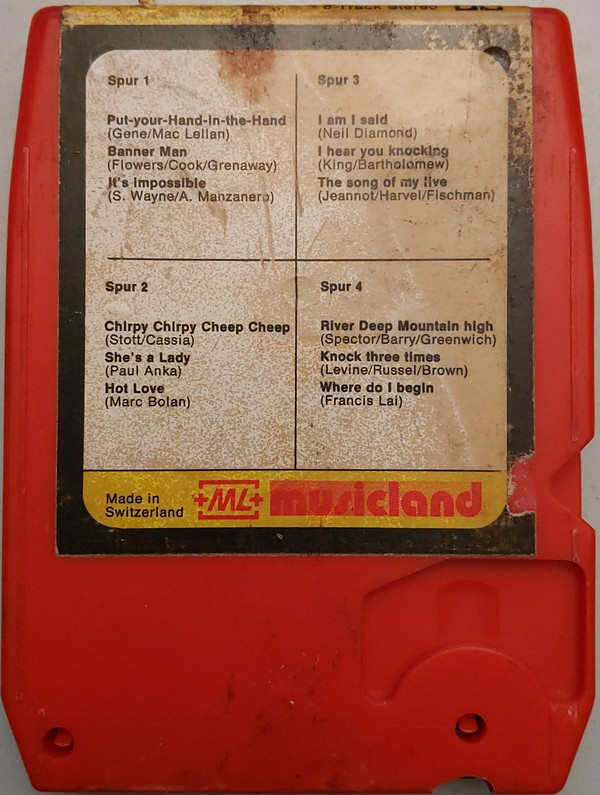 8-Track Stereo
Spur 1
Put-your-Hand-in-the-Hand
(Gene/Mac Lellan)
Banner Man
(Flowers/Cook/Grenaway)
It's Impossible
(S. Wayne/A. Manzanero)
Spur 2
Chirpy Chirpy Cheep Cheep
(Stott/Cassia)
She's a Lady
(Paul Anka)
Hot Love
(Marc Bolan)
Spur 3
I am I said
(Neil Diamond)
I hear you knocking
(King/Bartholomew)
The song of my live
(Jeannot/Harvel/Fischman)
Spur 4
River Deep Mountain high
(Spector/Barry/Greenwich)
Knock three times
(Levine/Russel/Brown)
Where do I begin
(Francis Lai)
Made in
Switzerland
+ML+ musicland